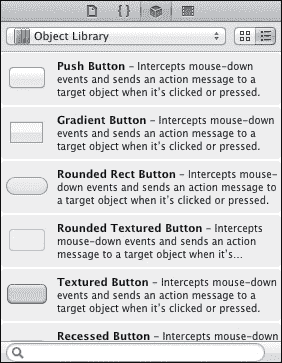 { }
Object Library
Push Button – Intercepts mouse-down
events and sends an action message to a
target object when it's clicked or pressed.
Gradient Button – Intercepts mouse-down
events and sends an action message to a
target object when it's clicked or pressed.
Rounded Rect Button – Intercepts mouse-
down events and sends an action message to
a target object when it's clicked or pressed.
Rounded Textured Button – Intercepts
mouse-down events and sends an action
message to a target object when it's...
Textured Button – Intercepts mouse-down
events and sends an action message to a
target object when it's clicked or pressed.
Recessed Button – Intercepts mouse-down